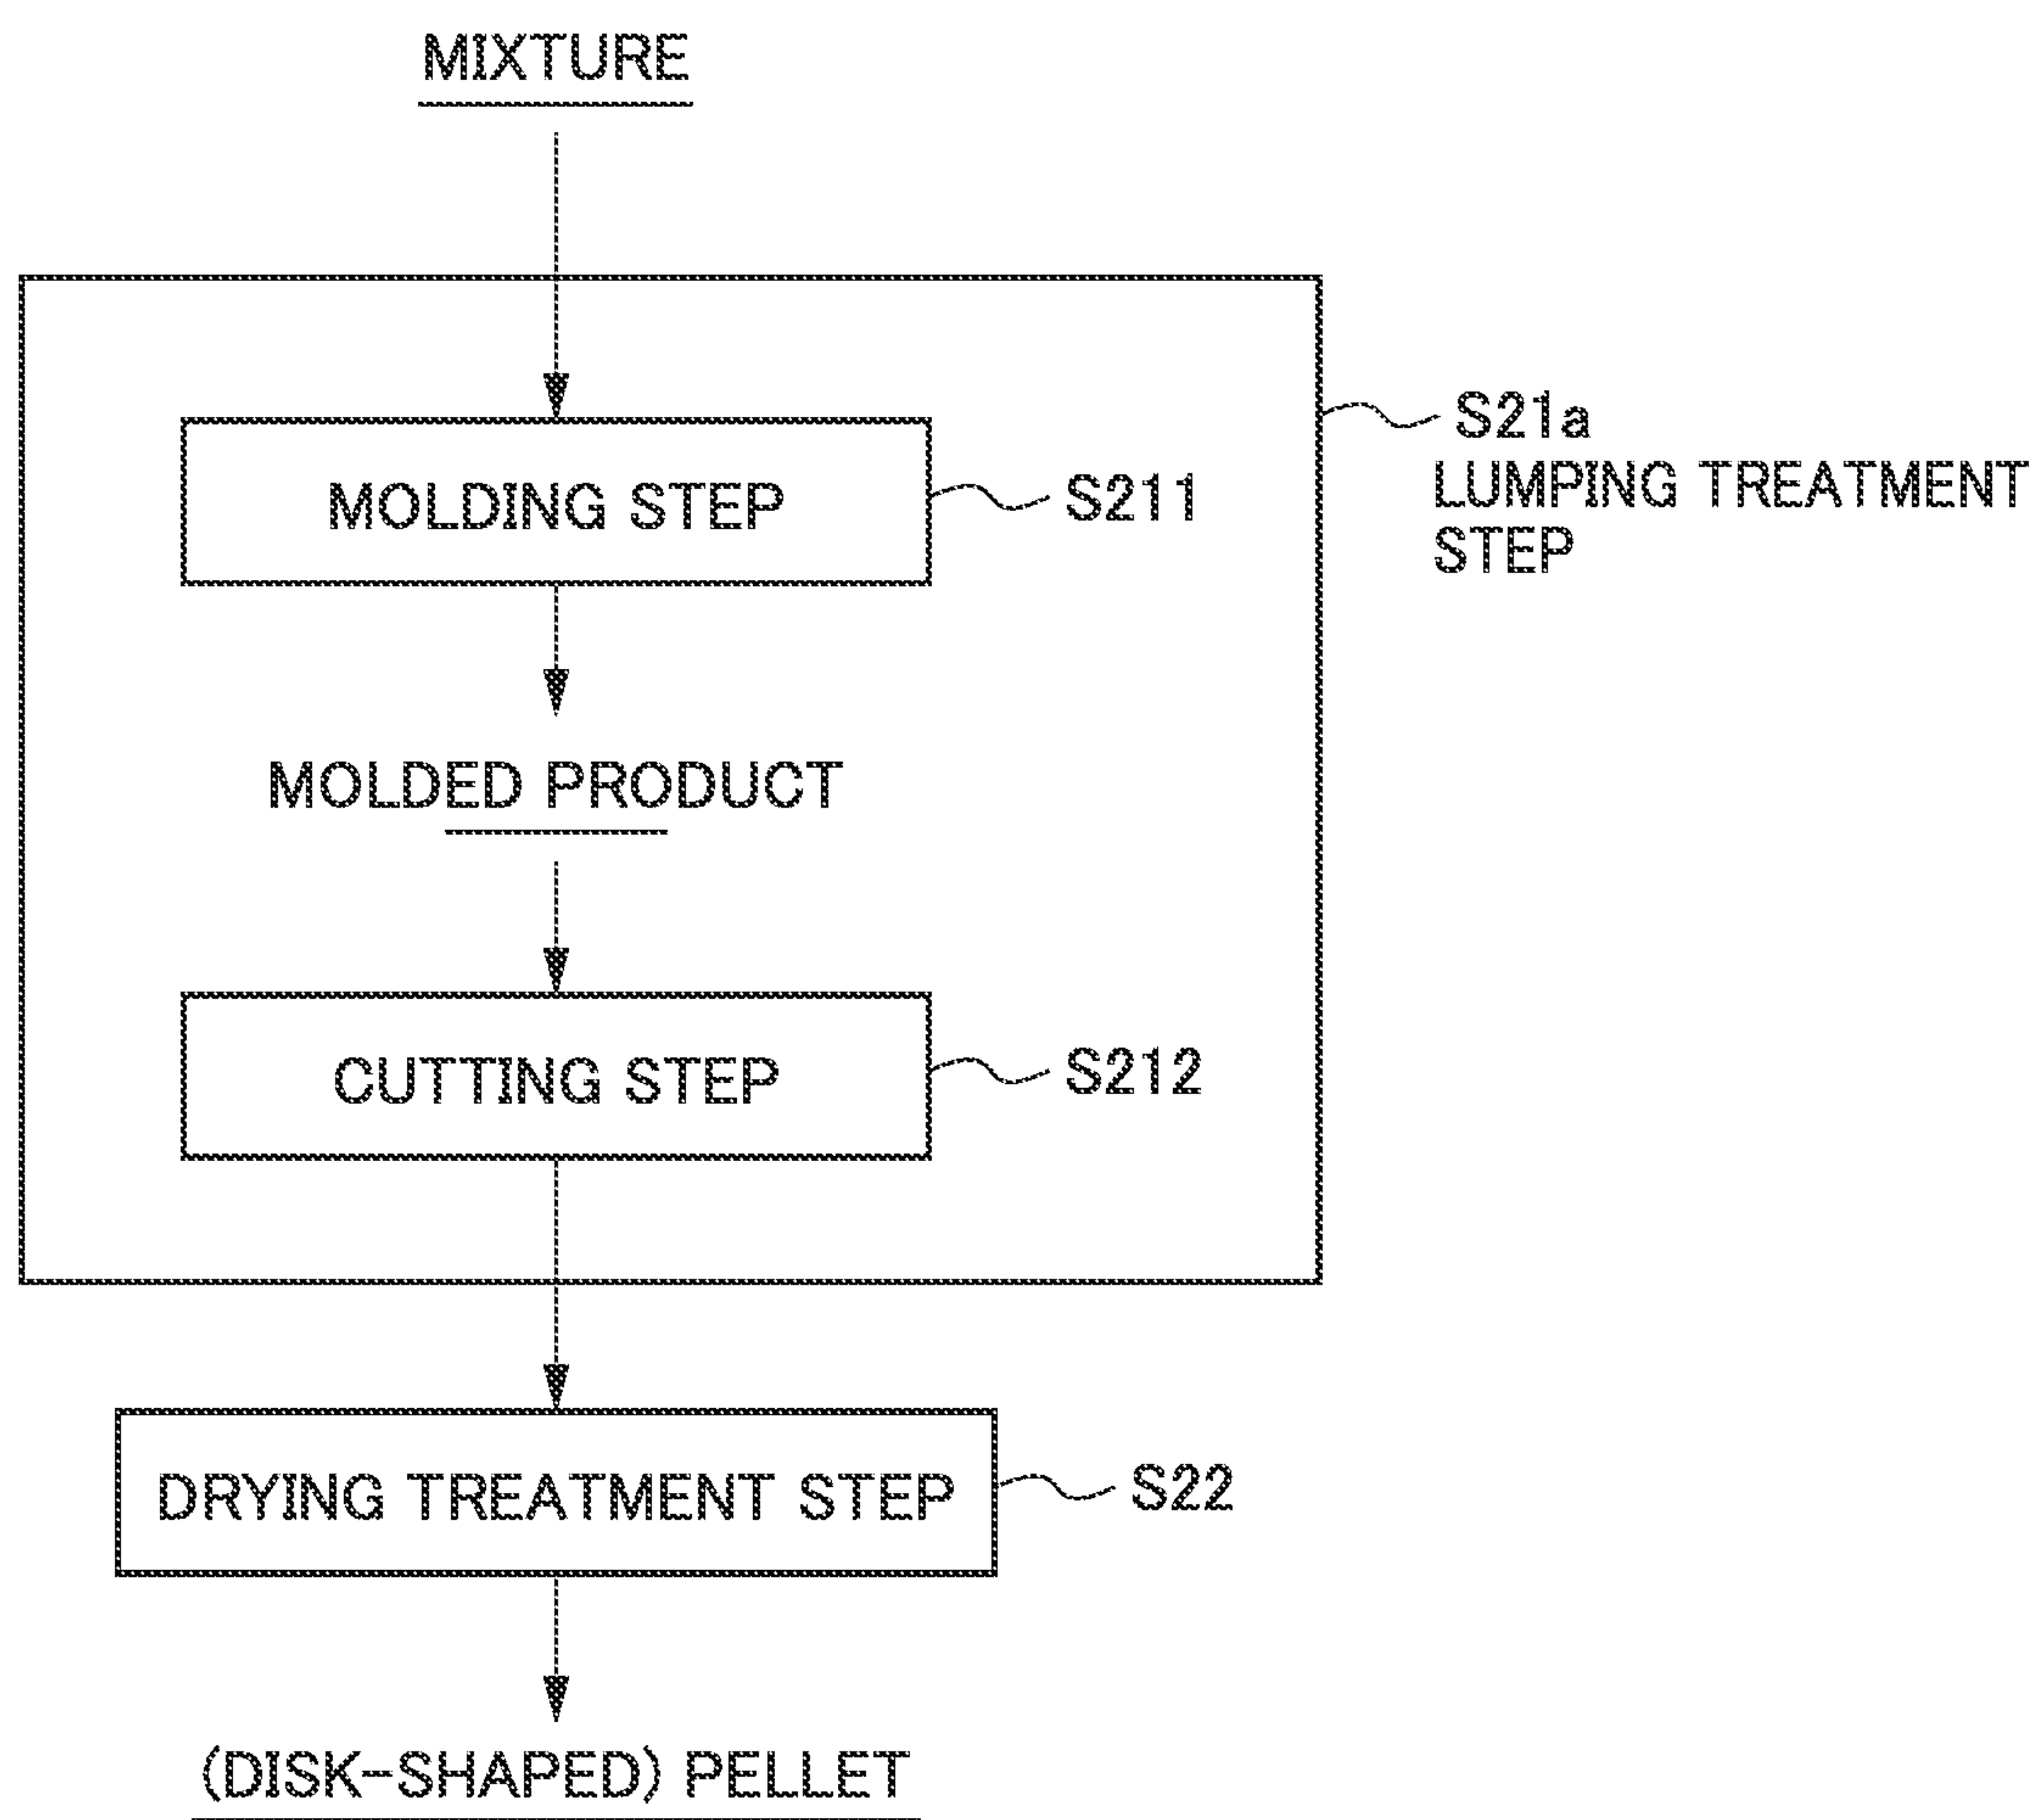 MIXTURE
S21a
LUMPING TREATMENT
STEP
MOLDING STEP
S211
MOLDED PRODUCT
CUTTING STEP
S212
DRYING TREATMENT STEP
S22
(DISK-SHAPED) PELLET